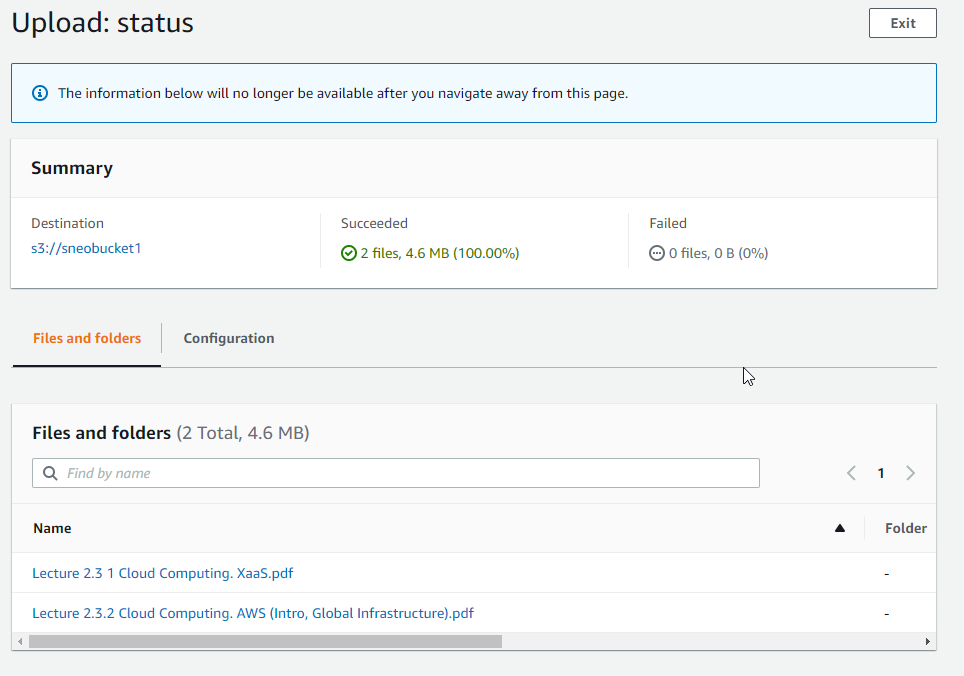 Upload: status
Exit
The information below will no longer be available after you navigate away from this page.
Summary
Destination
s3://sneobucket1
Succeeded
2 files, 4.6 MB (100.00%)
Failed
0 files, 0 B (0%)
Files and folders
Configuration
Files and folders (2 Total, 4.6 MB)
Find by name
1
Name
Folder
Lecture 2.3 1 Cloud Computing. XaaS.pdf
-
Lecture 2.3.2 Cloud Computing. AWS (Intro, Global Infrastructure).pdf
-